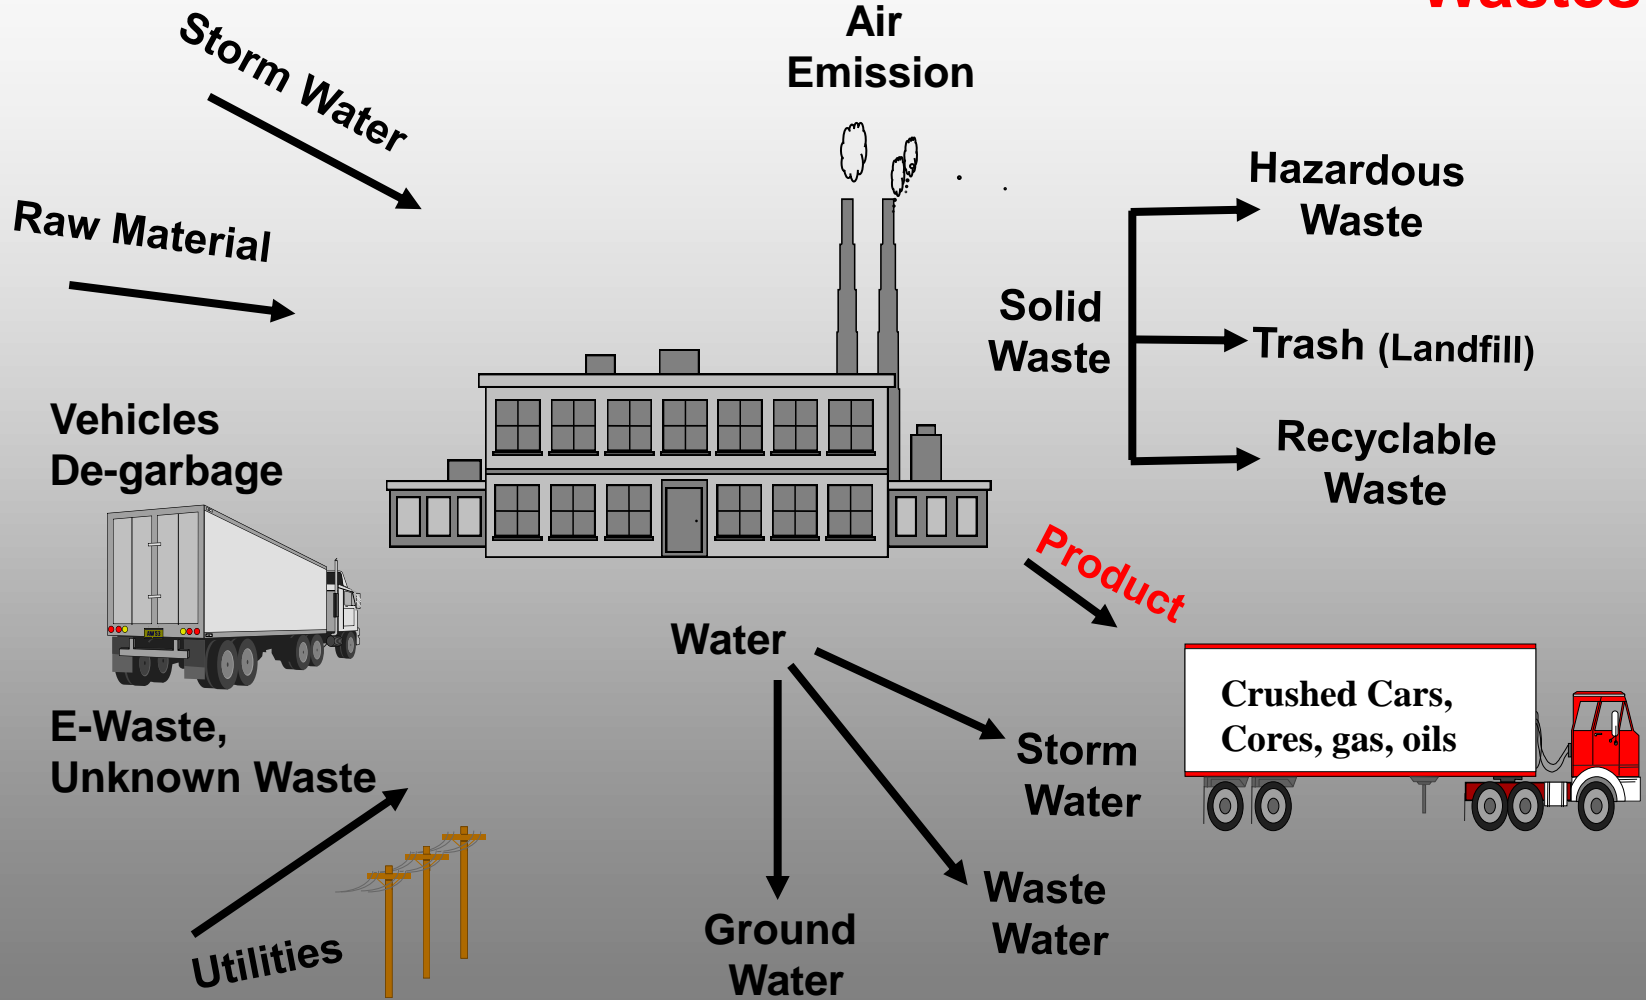 Wastes
Air
Emission
Storm Water
Raw Material
Hazardous
Waste
Solid
Waste
Trash (Landfill)
Recyclable
Waste
Vehicles
De-garbage
Product
Water
Crushed Cars,
Cores, gas, oils
E-Waste,
Unknown Waste
Storm
Water
Waste
Water
Ground
Water
Utilities